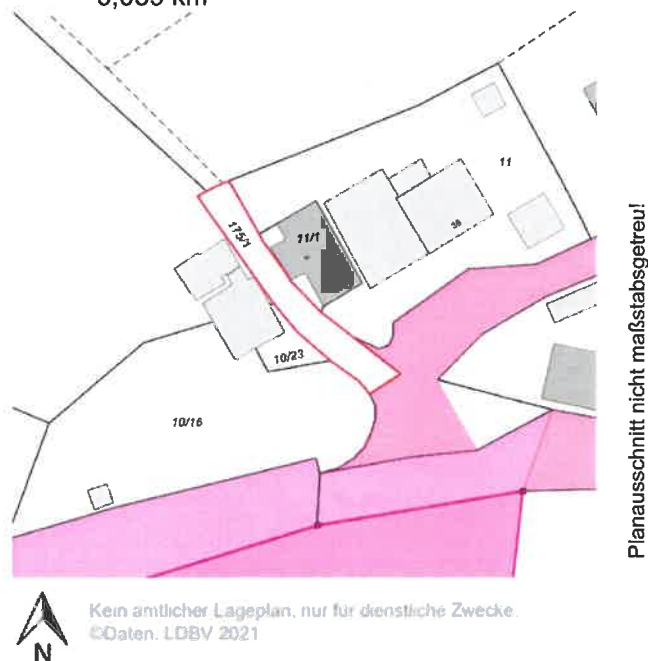 11
175/1
11/1
38
10/23
10/16
Planausschnitt nicht maßstabsgetreu!
Kein amtlicher Lageplan, nur für dienstliche Zwecke.
©Daten. LDBV 2021
N